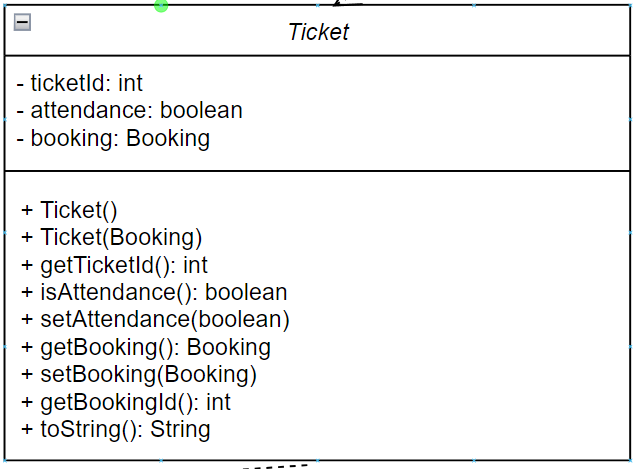 Ticket
- ticketId: int
- attendance: boolean
- booking: Booking
+ Ticket()
+ Ticket(Booking)
+ getTicketId(): int
+ isAttendance(): boolean
+ setAttendance(boolean)
+ getBooking(): Booking
+ setBooking(Booking)
+ getBookingId(): int
+ toString(): String